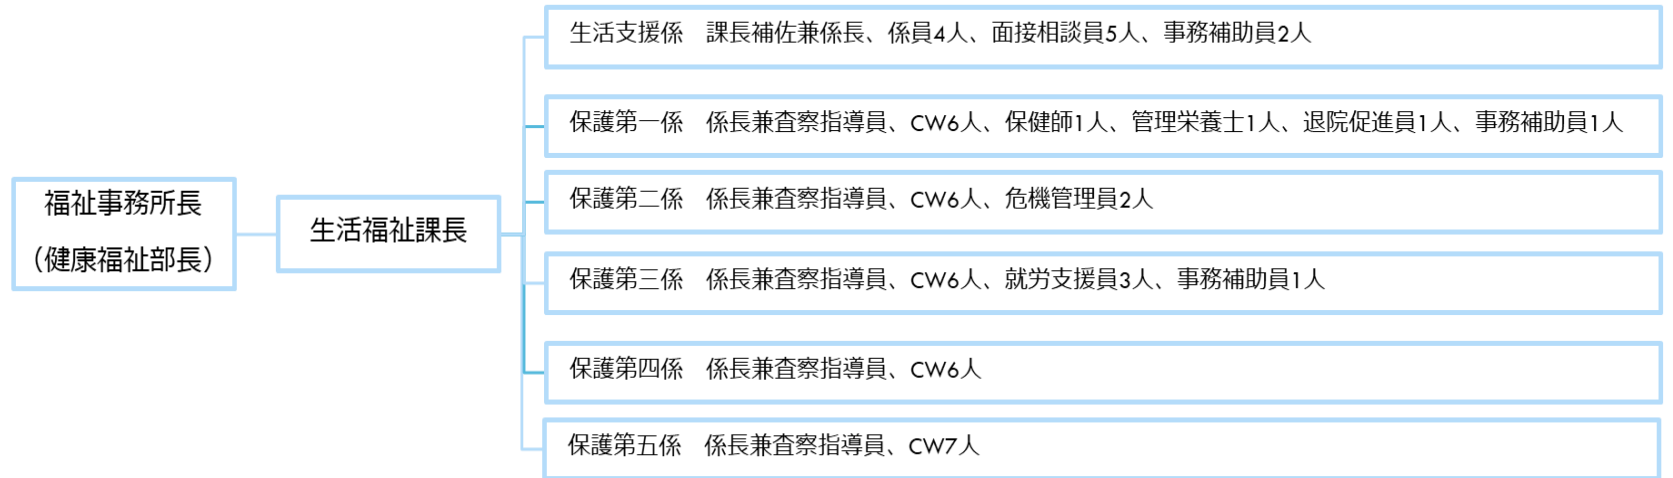 福祉事務所長
（健康福祉部長）
生活福祉課長
生活支援係　課長補佐兼係長、係員4人、面接相談員5人、事務補助員2人
保護第一係　係長兼査察指導員、CW6人、保健師1人、管理栄養士1人、退院促進員1人、事務補助員1人
保護第二係　係長兼査察指導員、CW6人、危機管理員2人
保護第三係　係長兼査察指導員、CW6人、就労支援員3人、事務補助員1人
保護第四係　係長兼査察指導員、CW6人
保護第五係　係長兼査察指導員、CW7人